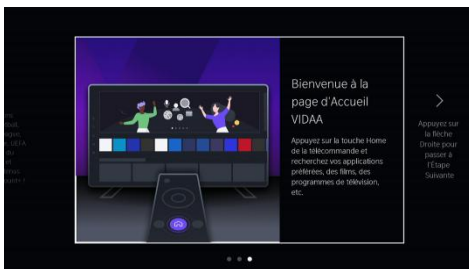 Bienvenue à la
page d'Accueil
VIDAA
Appuyez sur la touche Home
de la télécommande et
recherchez vos applications
préférées, des films, des
programmes de télévision,
etc.
Appuyez sur
la flèche
Droite pour
passer à
l'Étape
Suivante